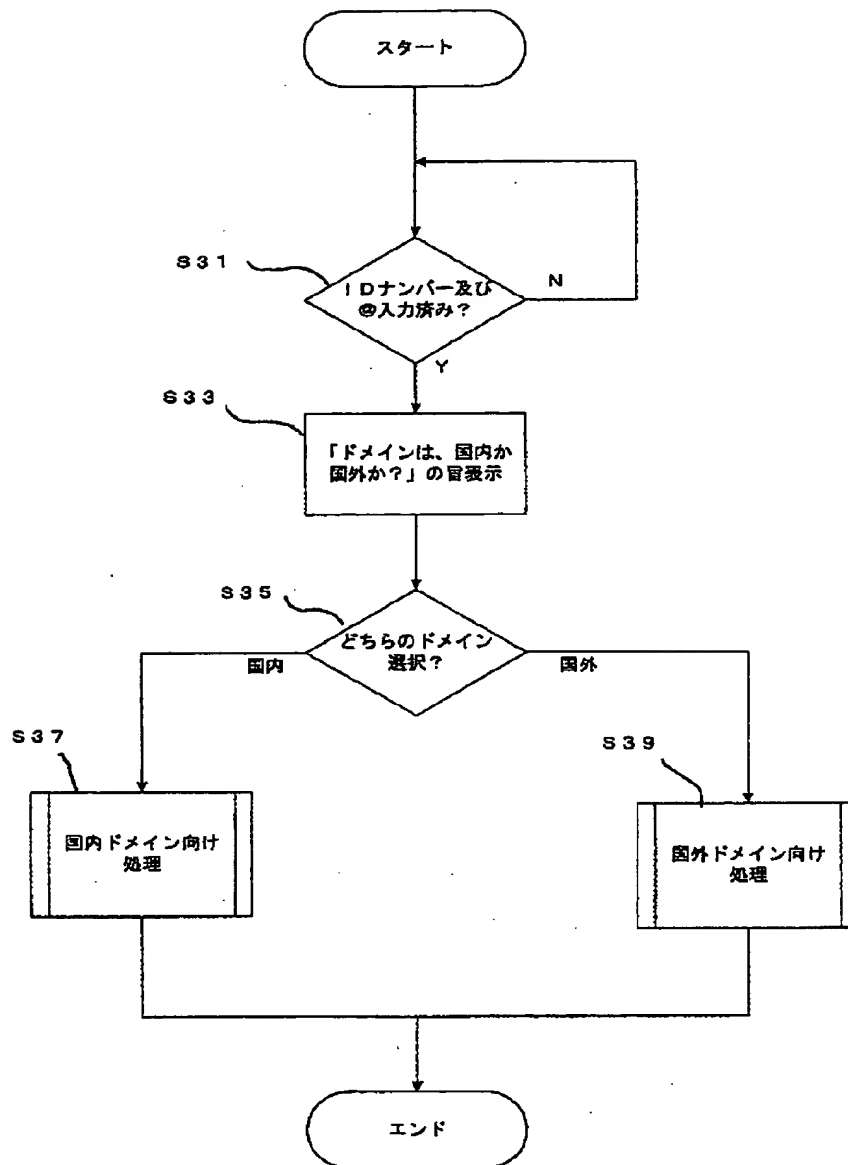 スタート
S31
IDナンバー及び
@入力済み?
N
Y
S33
「ドメインは、国内か
国外か?」の旨表示
S35
どちらのドメイン
選択?
国内
国外
S37
S39
国内ドメイン向け
処理
国外ドメイン向け
処理
エンド